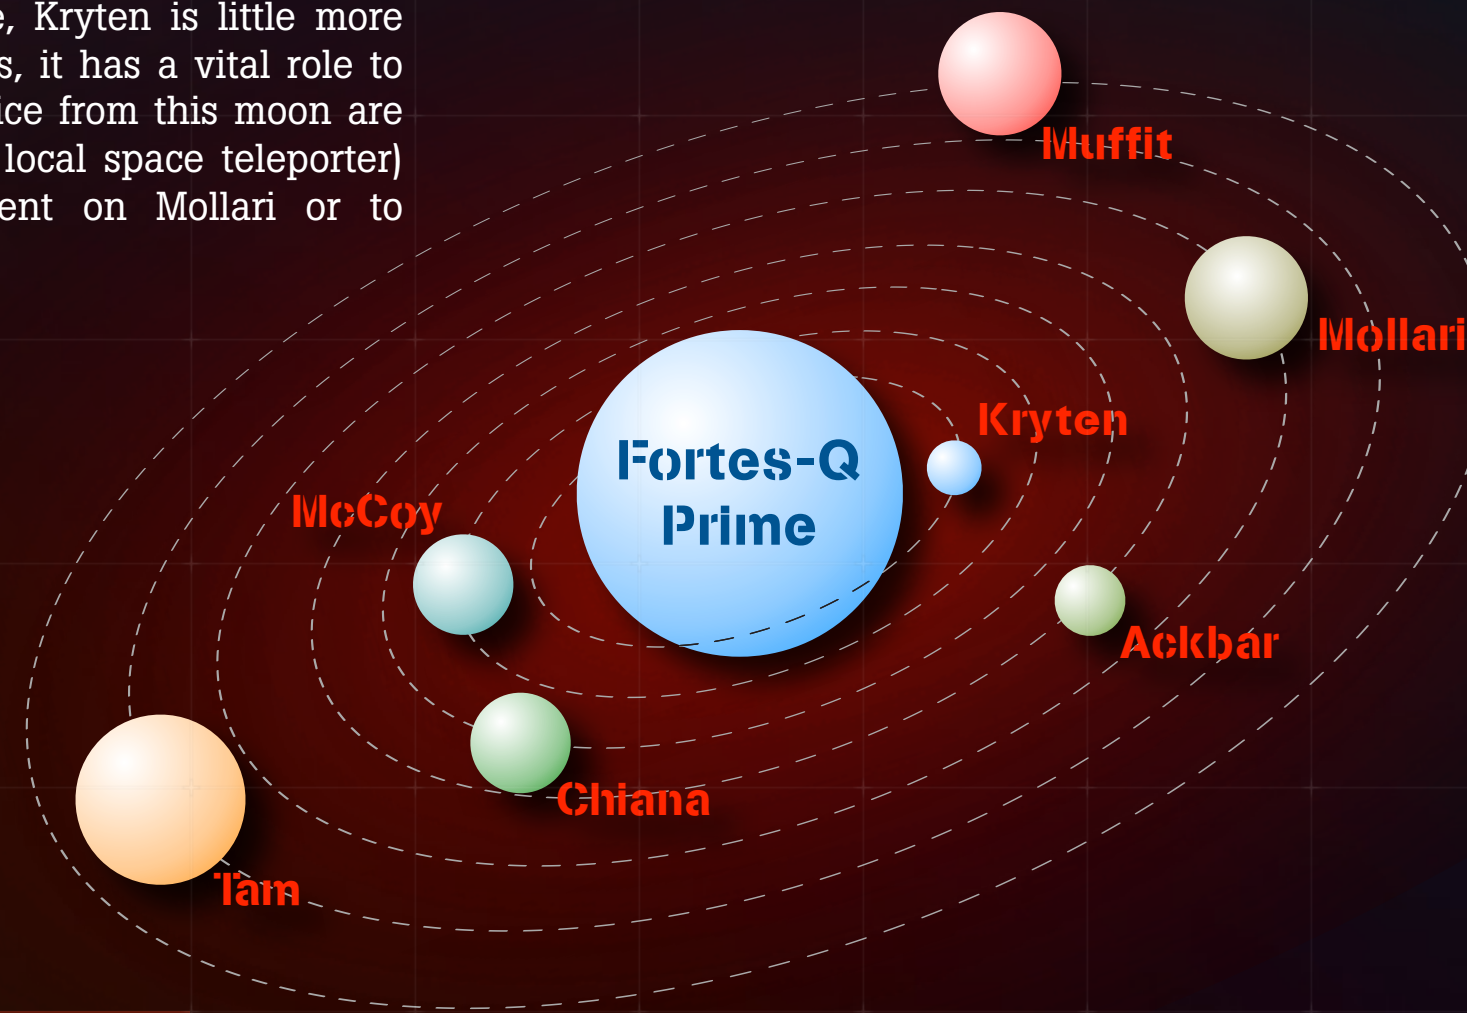 , Kryten is little more
s, it has a vital role to
ice from this moon are
local space teleporter)
ent on Mollari or to
Muffit
Mollari
Kryten
Fortes-Q
Prime
McCoy
Ackbar
Chiana
Tam